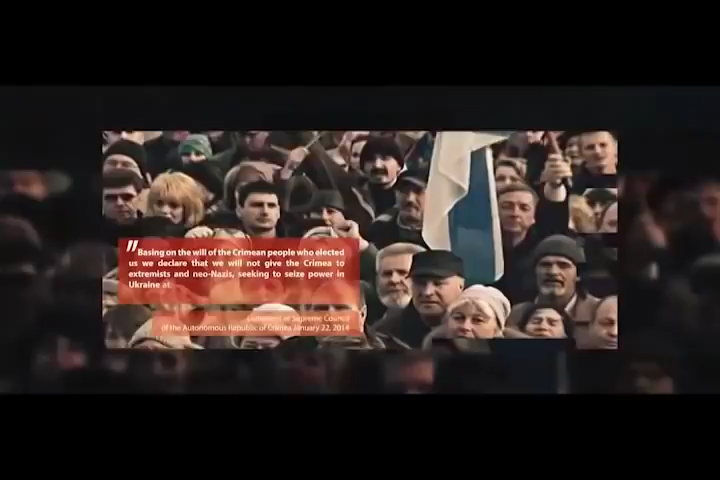 "Basing on the will of the Crimean people who elected
us we declare that we will not give the Crimea to
extremists and neo-Nazis, seeking to seize power in
Ukraine at
of Supreme Council
of the Autonomous Republic of Crimea January 22, 2014